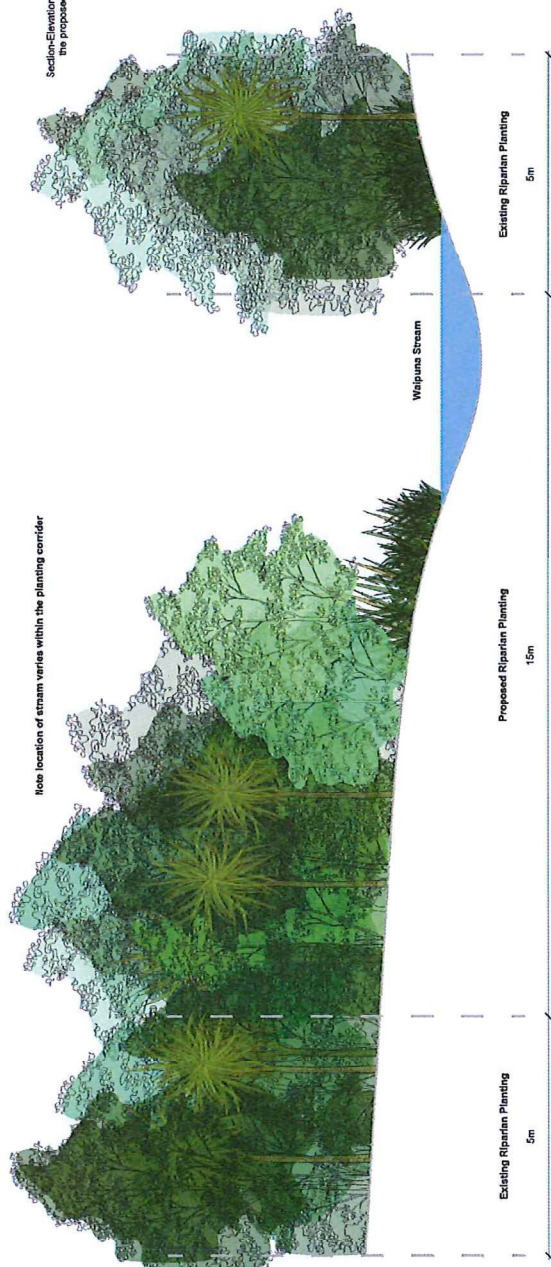 Section-Elevation
the propose
Note location of stream varies within the planting corridor
Waipuna Stream
Existing Riparian Planting
5m
Proposed Riparian Planting
15m
Existing Riparian Planting
5m